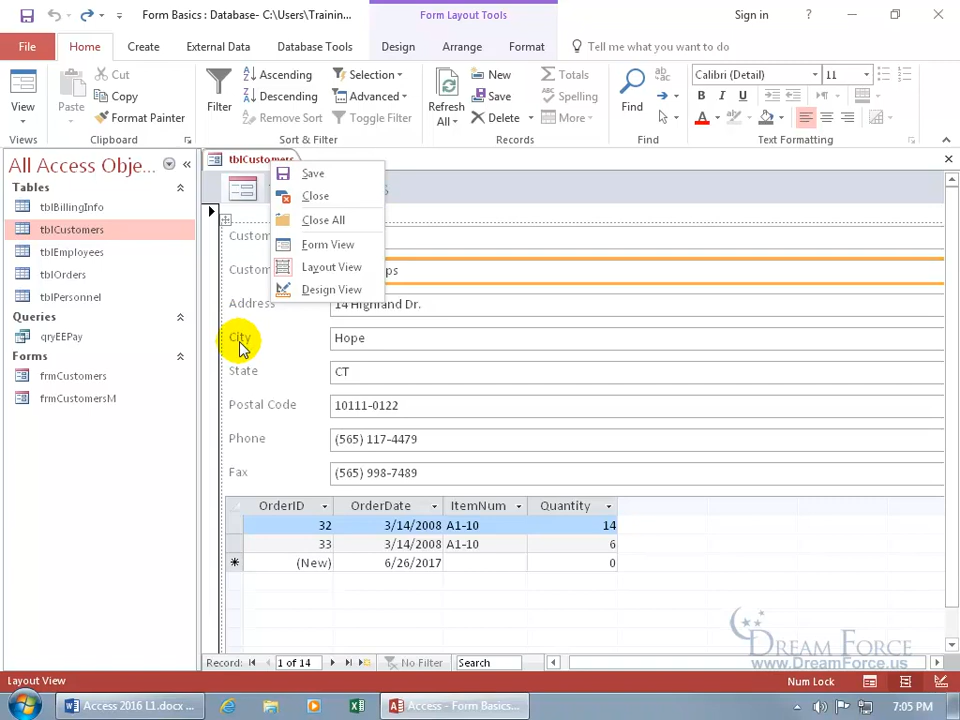 Form Basics : Database- C:\Users\Trainin...
Form Layout Tools
Sign in
?
File
Home
Create
External Data
Database Tools
Design
Arrange
Format
Tell me what you want to do
View
Views
Paste
Cut
Copy
Format Painter
Clipboard
Filter
Ascending
Descending
Remove Sort
Selection
Advanced
Toggle Filter
Sort & Filter
Refresh
All
New
Save
Delete
Totals
Spelling
More
Records
Find
Find
Calibri (Detail)
11
B I U
Text Formatting
All Access Obje...
Tables
tblBillingInfo
tblCustomers
tblEmployees
tblOrders
tblPersonnel
Queries
qryEEPay
Forms
frmCustomers
frmCustomersM
tblCustomers
Save
Close
Close All
Form View
Layout View
Design View
Custom
Custom
ps
Address
14 Highland Dr.
City
Hope
State
CT
Postal Code
10111-0122
Phone
(565) 117-4479
Fax
(565) 998-7489
OrderID OrderDate ItemNum Quantity
32 3/14/2008 A1-10 14
33 3/14/2008 A1-10 6
(New) 6/26/2017 0
Dream Force
www.DreamForce.us
Record: 1 of 14 No Filter Search
Layout View
Num Lock
Access 2016 L1.docx ...
Access - Form Basics...
7:05 PM